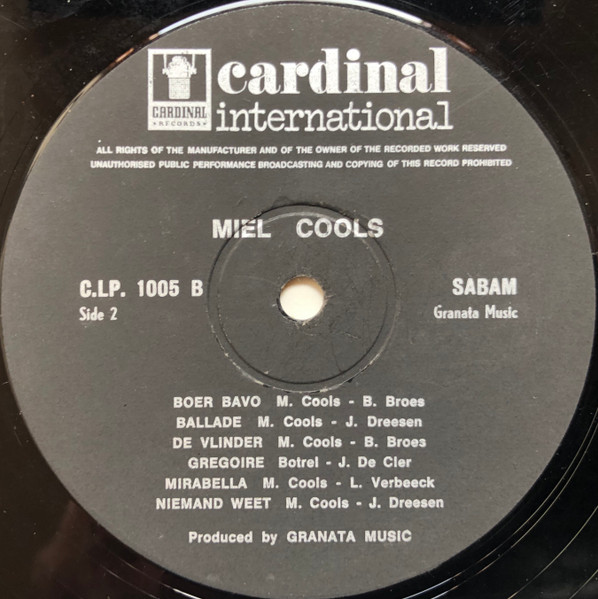 cardinal
CARDINAL
RECORDS
international
ALL RIGHTS OF THE MANUFACTURER AND OF THE OWNER OF THE RECORDED WORK RESERVED
UNAUTHORISED PUBLIC PERFORMANCE BROADCASTING AND COPYING OF THIS RECORD PROHIBITED
MIEL COOLS
C.LP. 1005 B SABAM
Side 2 Granata Music
BOER BAVO M. Cools - B. Broes
BALLADE M. Cools - J. Dreesen
DE VLINDER M. Cools - B. Broes
GREGOIRE Botrel - J. De Cler
MIRABELLA M. Cools - L. Verbeeck
NIEMAND WEET M. Cools - J. Dreesen
Produced by GRANATA MUSIC